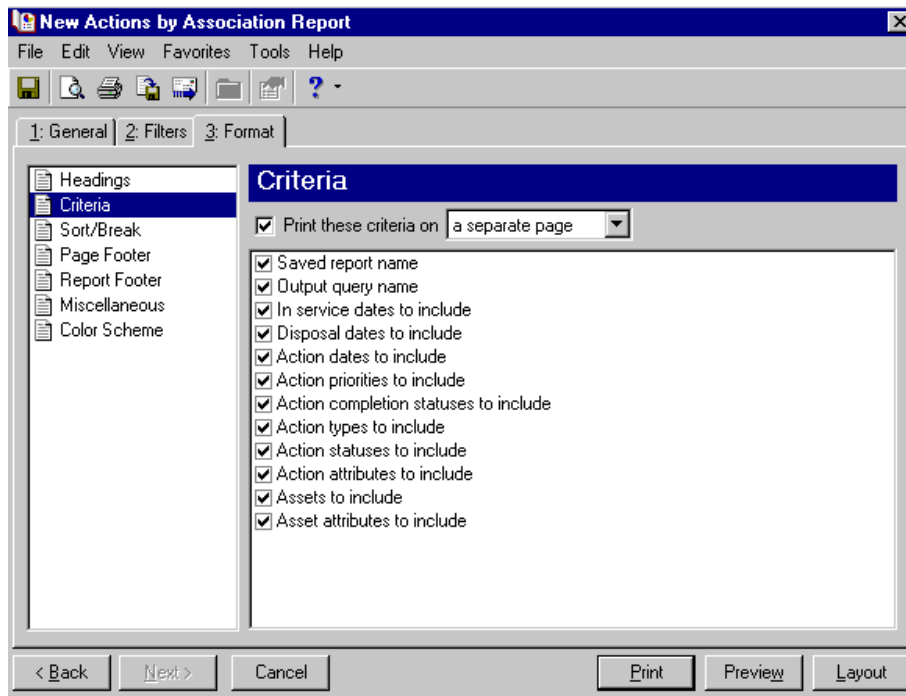 New Actions by Association Report
File Edit View Favorites Tools Help
?
1: General 2: Filters 3: Format
Headings
Criteria
Sort/Break
Page Footer
Report Footer
Miscellaneous
Color Scheme
Criteria
Print these criteria on a separate page
Saved report name
Output query name
In service dates to include
Disposal dates to include
Action dates to include
Action priorities to include
Action completion statuses to include
Action types to include
Action statuses to include
Action attributes to include
Assets to include
Asset attributes to include
< Back Next > Cancel Print Preview Layout